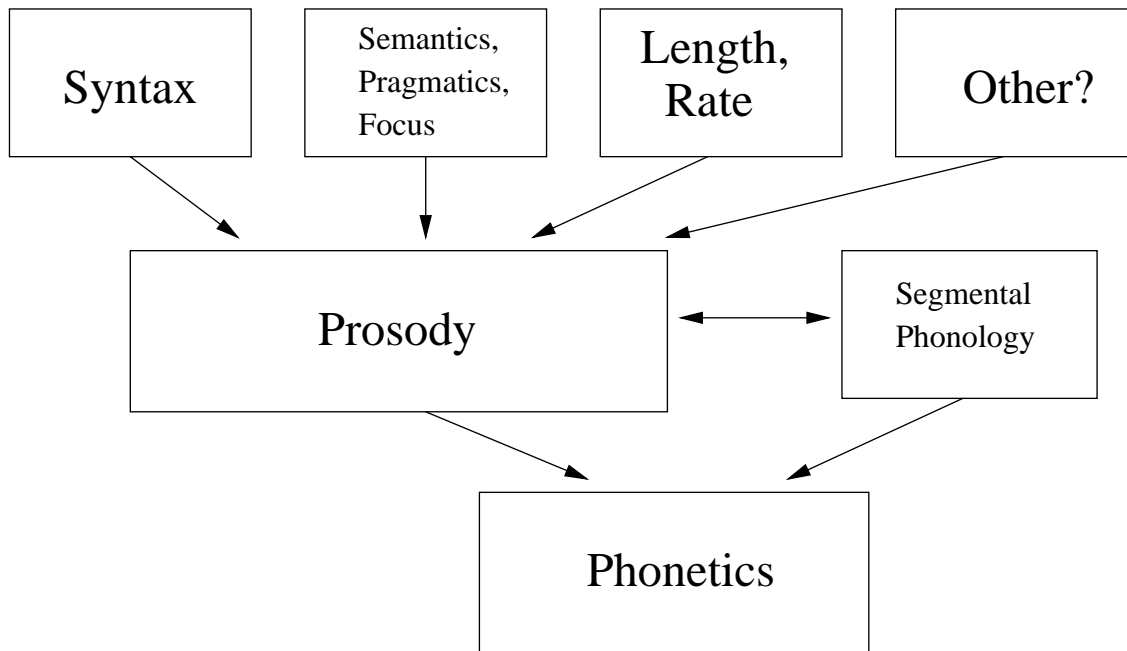 Syntax
Semantics,
Pragmatics,
Focus
Length,
Rate
Other?
Prosody
Segmental
Phonology
Phonetics